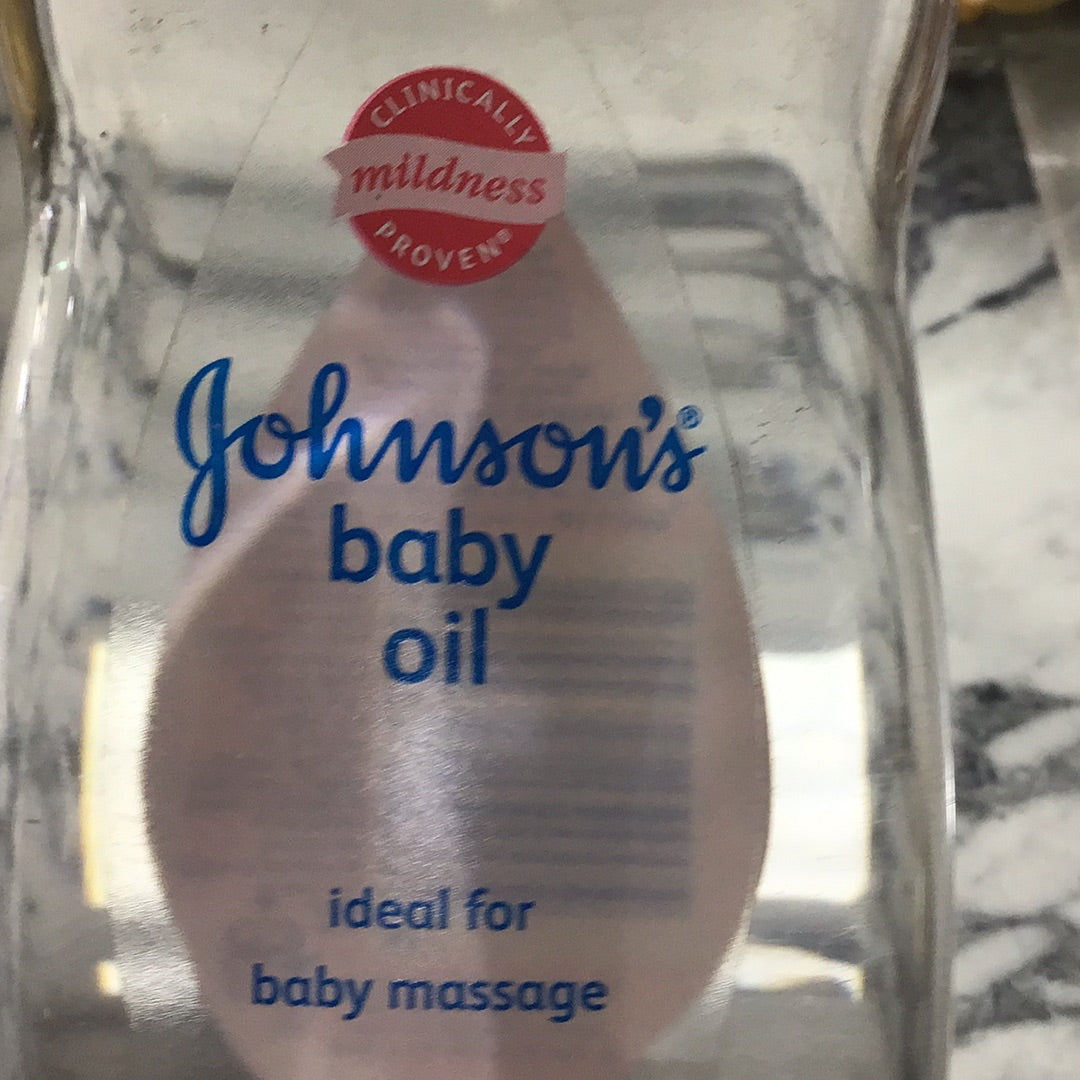 CLINICALLY
mildness
PROVEN®
Johnson's®
baby
oil
ideal for
baby massage